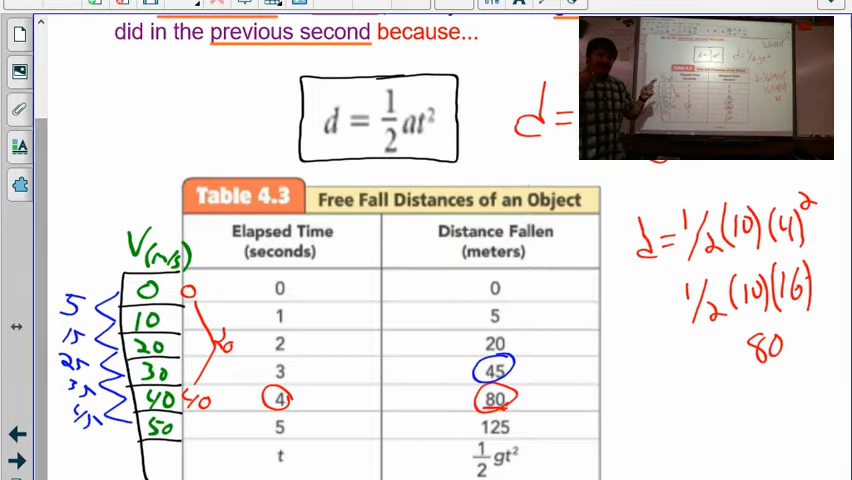 did in the previous second because...
d = 1/2 at²
d =
Table 4.3 Free Fall Distances of an Object
Elapsed Time (seconds) Distance Fallen (meters)
V(m/s)
0 0 0 0
10 1 5
20 2 20
30 3 45
40 40 4 80
50 5 125
t 1/2 gt²
5
15
25
35
45
20
d = 1/2 (10) (4)²
1/2 (10) (16)
80